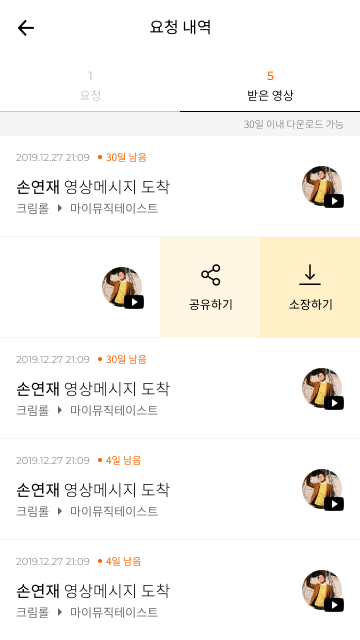 요청 내역
1
요청
5
받은 영상
30일 이내 다운로드 가능
2019.12.27 21:09 • 30일 남음
손연재 영상메시지 도착
크림롤 ▶ 마이뮤직테이스트
공유하기
소장하기
2019.12.27 21:09 • 30일 남음
손연재 영상메시지 도착
크림롤 ▶ 마이뮤직테이스트
2019.12.27 21:09 • 4일 남음
손연재 영상메시지 도착
크림롤 ▶ 마이뮤직테이스트
2019.12.27 21:09 • 4일 남음
손연재 영상메시지 도착
크림롤 ▶ 마이뮤직테이스트